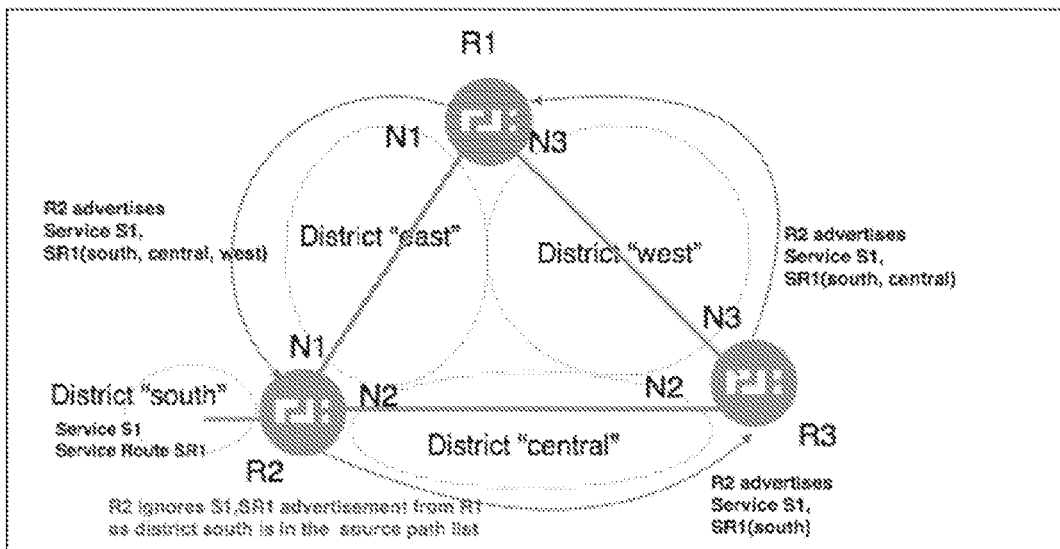 R1
N1
N3
R2 advertises
Service S1,
SR1(south, central, west)
District "east"
District "west"
R2 advertises
Service S1,
SR1(south, central)
N1
N3
District "south"
N2
N2
Service S1
Service Route SR1
District "central"
R3
R2
R2 ignores S1,SR1 advertisement from R1
as district south is in the source path list
R2 advertises
Service S1,
SR1(south)